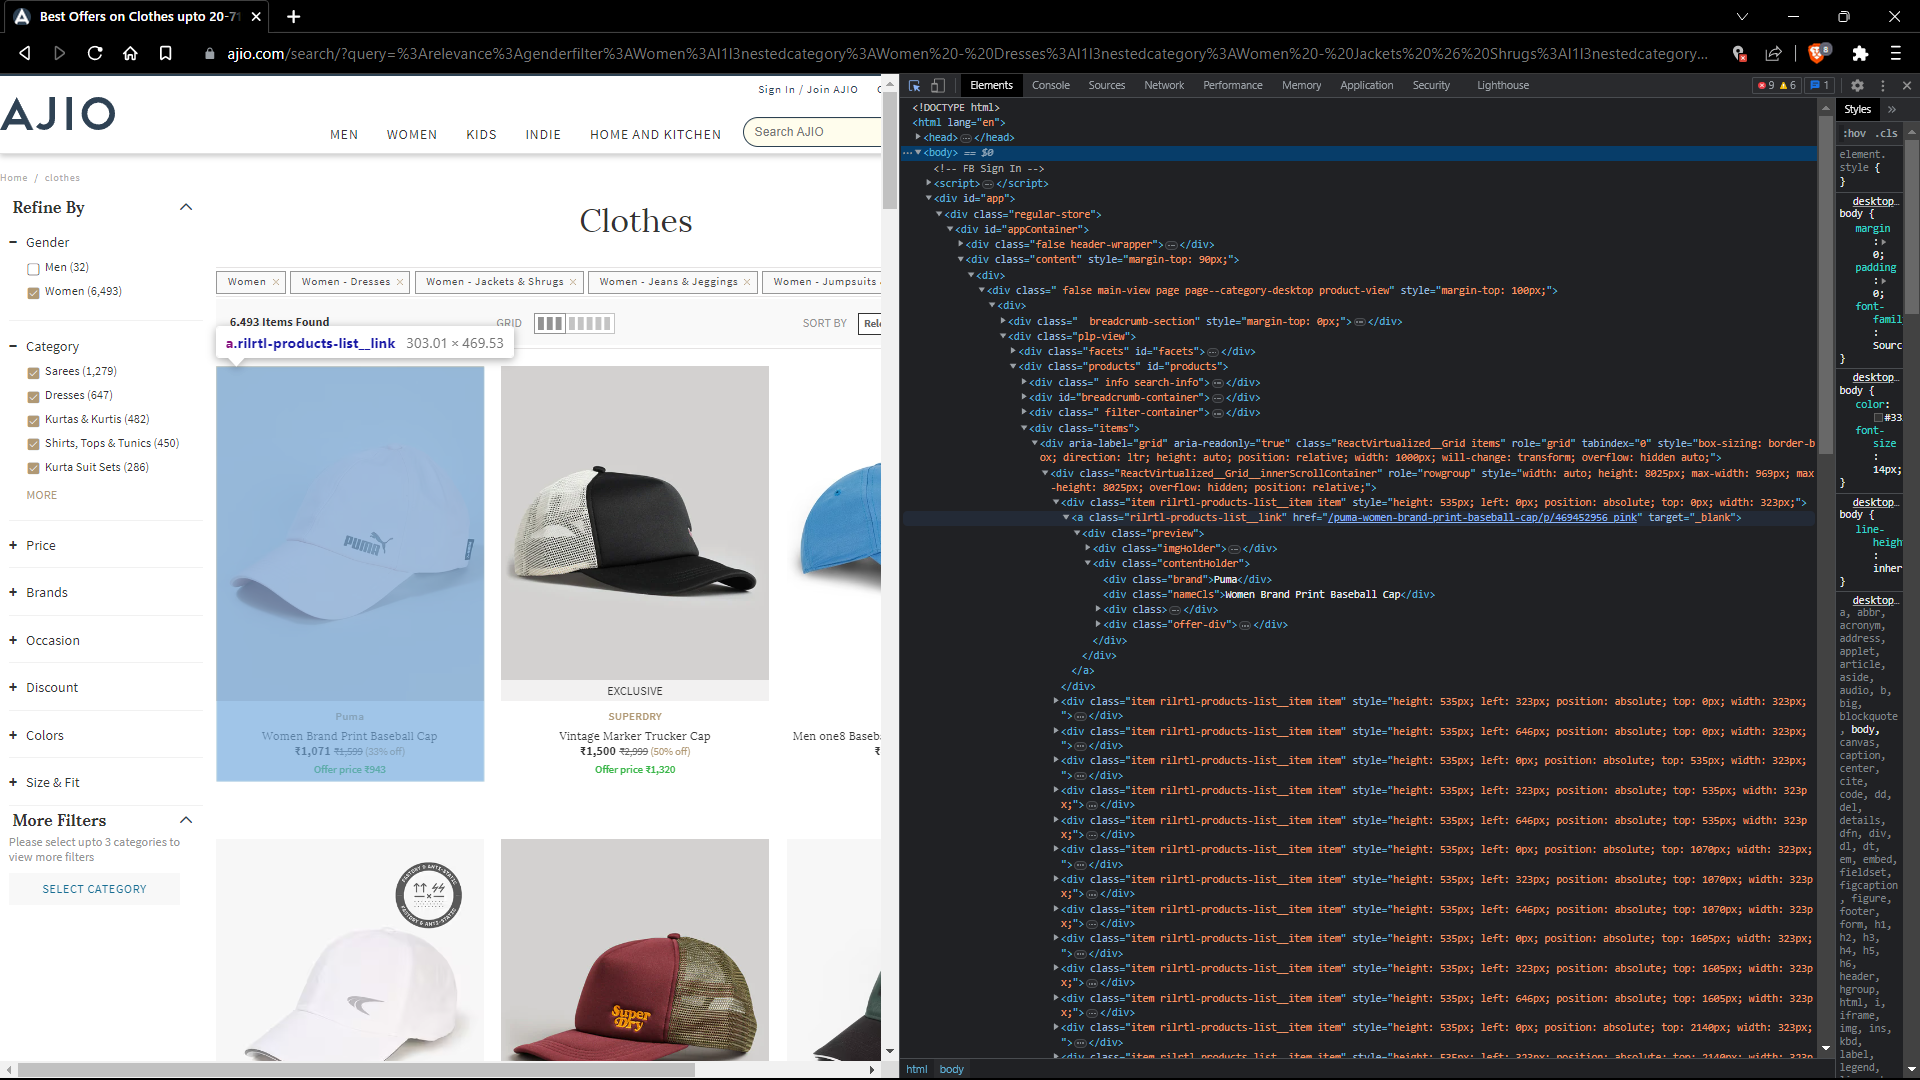 Best Offers on Clothes upto 20-71
ajio.com/search/?query=%3Arelevance%3Agenderfilter%3AWomen%3Al1l3nestedcategory%3AWomen%20-%20Dresses%3Al1l3nestedcategory%3AWomen%20-%20Jackets%20%26%20Shrugs%3Al1l3nestedcategory...
8
Sign In / Join AJIO
AJIO
MEN WOMEN KIDS INDIE HOME AND KITCHEN
Search AJIO
Home / clothes
Refine By
Gender
Men (32)
Women (6,493)
Category
Sarees (1,279)
Dresses (647)
Kurtas & Kurtis (482)
Shirts, Tops & Tunics (450)
Kurta Suit Sets (286)
MORE
+ Price
+ Brands
+ Occasion
+ Discount
+ Colors
+ Size & Fit
More Filters
Please select upto 3 categories to
view more filters
SELECT CATEGORY
Clothes
Women × Women - Dresses × Women - Jackets & Shrugs × Women - Jeans & Jeggings × Women - Jumpsuits
6,493 Items Found GRID SORT BY Rele
a.rilrtl-products-list__link 303.01 × 469.53
PUMA
EXCLUSIVE
Puma
Women Brand Print Baseball Cap
₹1,071 ₹1,599 (33% off)
Offer price ₹943
SUPERDRY
Vintage Marker Trucker Cap
₹1,500 ₹2,999 (50% off)
Offer price ₹1,320
Men one8 Baseba
₹
Super
Dry
Elements Console Sources Network Performance Memory Application Security Lighthouse
9 6 1
<!DOCTYPE html>
<html lang="en">
<head>…</head>
<body> == $0
<!-- FB Sign In -->
<script>…</script>
<div id="app">
<div class="regular-store">
<div id="appContainer">
<div class="false header-wrapper">…</div>
<div class="content" style="margin-top: 90px;">
<div>
<div class=" false main-view page page--category-desktop product-view" style="margin-top: 100px;">
<div>
<div class="  breadcrumb-section" style="margin-top: 0px;">…</div>
<div class="plp-view">
<div class="facets" id="facets">…</div>
<div class="products" id="products">
<div class=" info search-info">…</div>
<div id="breadcrumb-container">…</div>
<div class=" filter-container">…</div>
<div class="items">
<div aria-label="grid" aria-readonly="true" class="ReactVirtualized__Grid items" role="grid" tabindex="0" style="box-sizing: border-b
ox; direction: ltr; height: auto; position: relative; width: 1000px; will-change: transform; overflow: hidden auto;">
<div class="ReactVirtualized__Grid__innerScrollContainer" role="rowgroup" style="width: auto; height: 8025px; max-width: 969px; max
-height: 8025px; overflow: hidden; position: relative;">
<div class="item rilrtl-products-list__item item" style="height: 535px; left: 0px; position: absolute; top: 0px; width: 323px;">
<a class="rilrtl-products-list__link" href="/puma-women-brand-print-baseball-cap/p/469452956_pink" target="_blank">
<div class="preview">
<div class="imgHolder">…</div>
<div class="contentHolder">
<div class="brand">Puma</div>
<div class="nameCls">Women Brand Print Baseball Cap</div>
<div class>…</div>
<div class="offer-div">…</div>
</div>
</div>
</a>
</div>
<div class="item rilrtl-products-list__item item" style="height: 535px; left: 323px; position: absolute; top: 0px; width: 323px;
">…</div>
<div class="item rilrtl-products-list__item item" style="height: 535px; left: 646px; position: absolute; top: 0px; width: 323px;
">…</div>
<div class="item rilrtl-products-list__item item" style="height: 535px; left: 0px; position: absolute; top: 535px; width: 323px;
">…</div>
<div class="item rilrtl-products-list__item item" style="height: 535px; left: 323px; position: absolute; top: 535px; width: 323p
x;">…</div>
<div class="item rilrtl-products-list__item item" style="height: 535px; left: 646px; position: absolute; top: 535px; width: 323p
x;">…</div>
<div class="item rilrtl-products-list__item item" style="height: 535px; left: 0px; position: absolute; top: 1070px; width: 323px;
">…</div>
<div class="item rilrtl-products-list__item item" style="height: 535px; left: 323px; position: absolute; top: 1070px; width: 323p
x;">…</div>
<div class="item rilrtl-products-list__item item" style="height: 535px; left: 646px; position: absolute; top: 1070px; width: 323p
x;">…</div>
<div class="item rilrtl-products-list__item item" style="height: 535px; left: 0px; position: absolute; top: 1605px; width: 323px;
">…</div>
<div class="item rilrtl-products-list__item item" style="height: 535px; left: 323px; position: absolute; top: 1605px; width: 323p
x;">…</div>
<div class="item rilrtl-products-list__item item" style="height: 535px; left: 646px; position: absolute; top: 1605px; width: 323p
x;">…</div>
<div class="item rilrtl-products-list__item item" style="height: 535px; left: 0px; position: absolute; top: 2140px; width: 323px;
">…</div>
<div class="item rilrtl-products-list__item item" style="height: 535px; left: 323px; position: absolute; top: 2140px; width: 323p
html body
Styles
:hov .cls
element.
style {
}
desktop…
body {
margin
:
0;
padding
:
0;
font-
famil
:
Sourc
}
desktop…
body {
color:
#33
font-
size
:
14px;
}
desktop…
body {
line-
heigh
:
inher
}
desktop…
a, abbr,
acronym,
address,
applet,
article,
aside,
audio, b,
big,
blockquote
, body,
canvas,
caption,
center,
cite,
code, dd,
del,
details,
dfn, div,
dl, dt,
em, embed,
fieldset,
figcaption
, figure,
footer,
form, h1,
h2, h3,
h4, h5,
h6,
header,
hgroup,
html, i,
iframe,
img, ins,
kbd,
label,
legend,